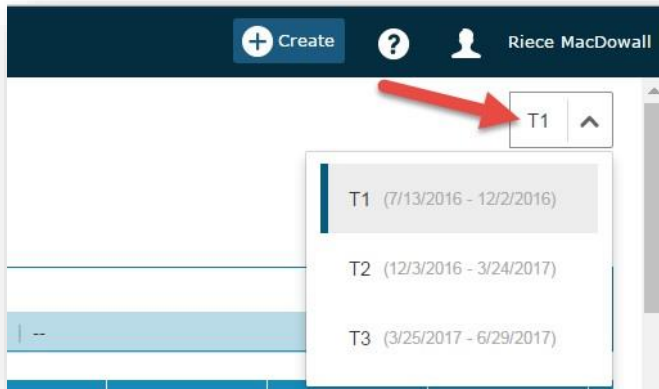 Create
Riece MacDowall
T1
T1 (7/13/2016 - 12/2/2016)
T2 (12/3/2016 - 3/24/2017)
--
T3 (3/25/2017 - 6/29/2017)